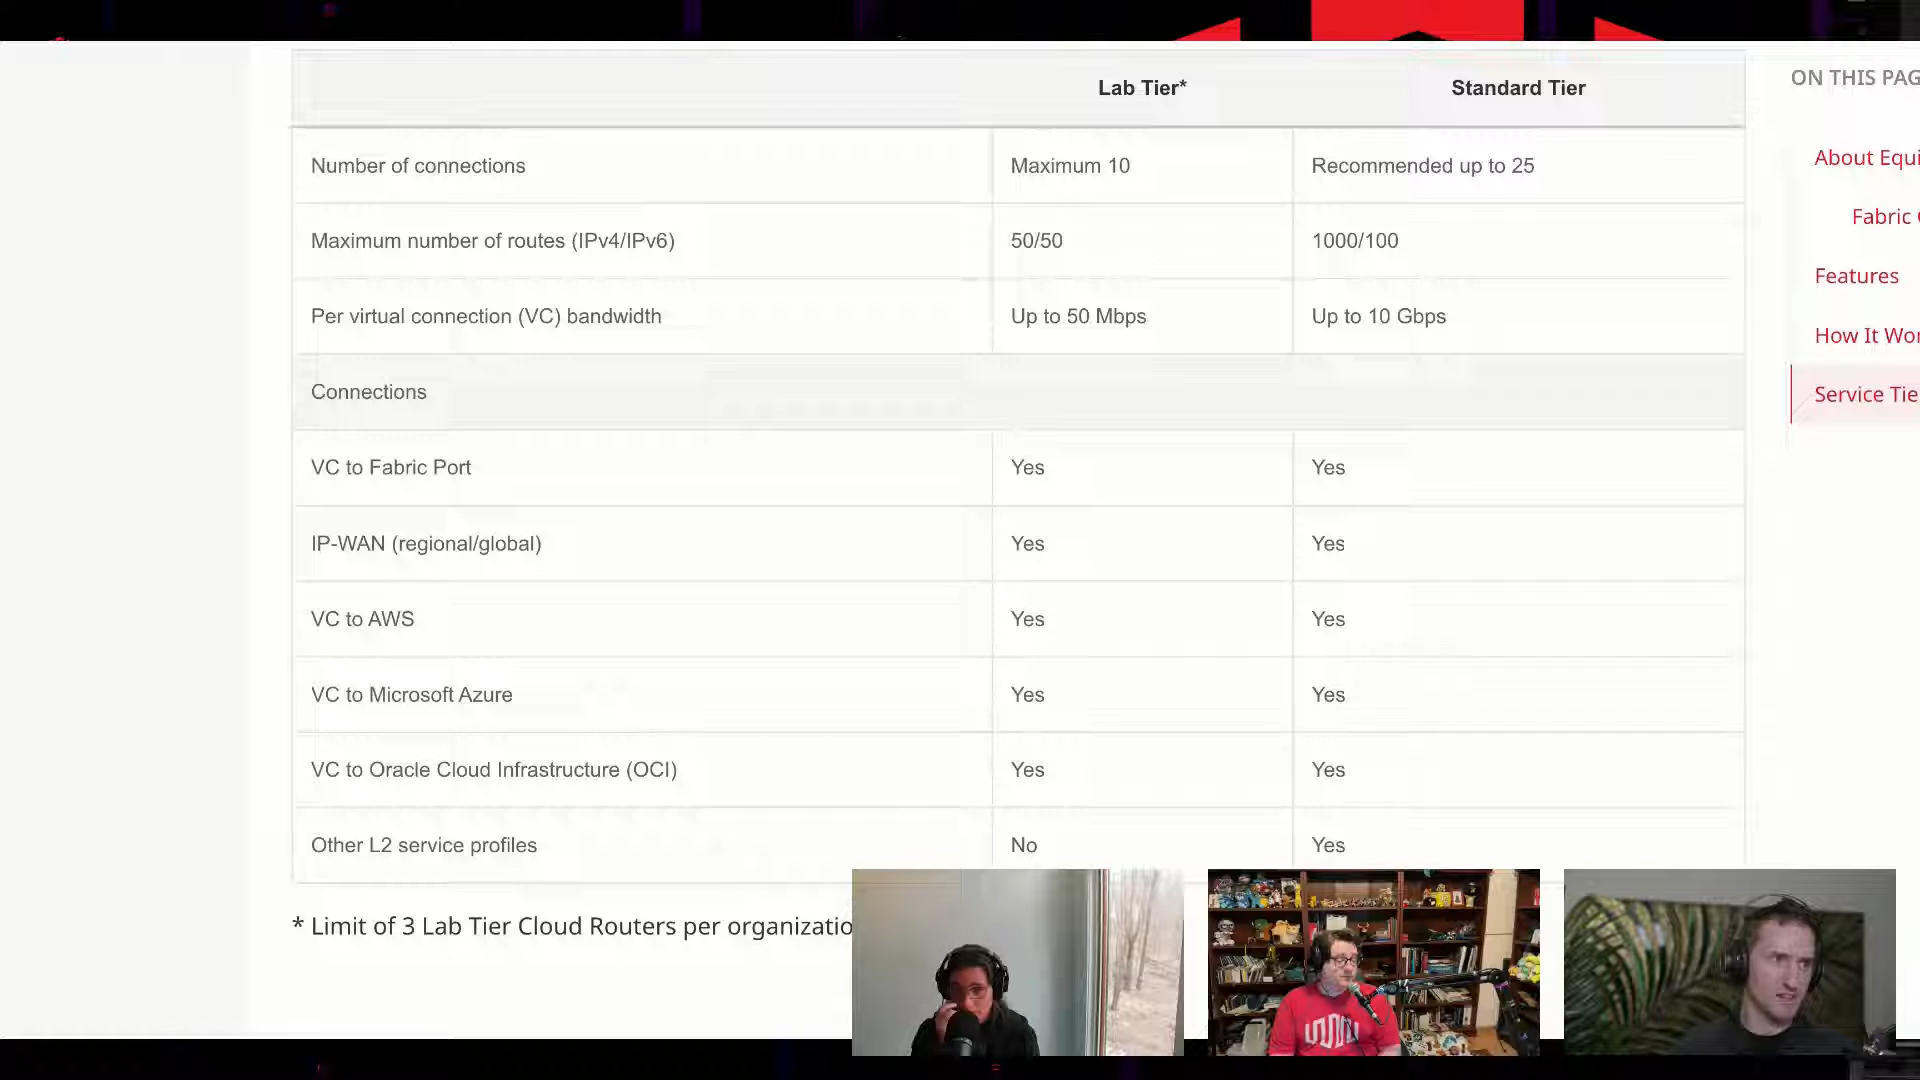 Lab Tier* Standard Tier
ON THIS PAG
Number of connections Maximum 10 Recommended up to 25
About Equi
Maximum number of routes (IPv4/IPv6) 50/50 1000/100
Fabric
Features
Per virtual connection (VC) bandwidth Up to 50 Mbps Up to 10 Gbps
How It Wor
Connections
Service Tie
VC to Fabric Port Yes Yes
IP-WAN (regional/global) Yes Yes
VC to AWS Yes Yes
VC to Microsoft Azure Yes Yes
VC to Oracle Cloud Infrastructure (OCI) Yes Yes
Other L2 service profiles No Yes
* Limit of 3 Lab Tier Cloud Routers per organizatio